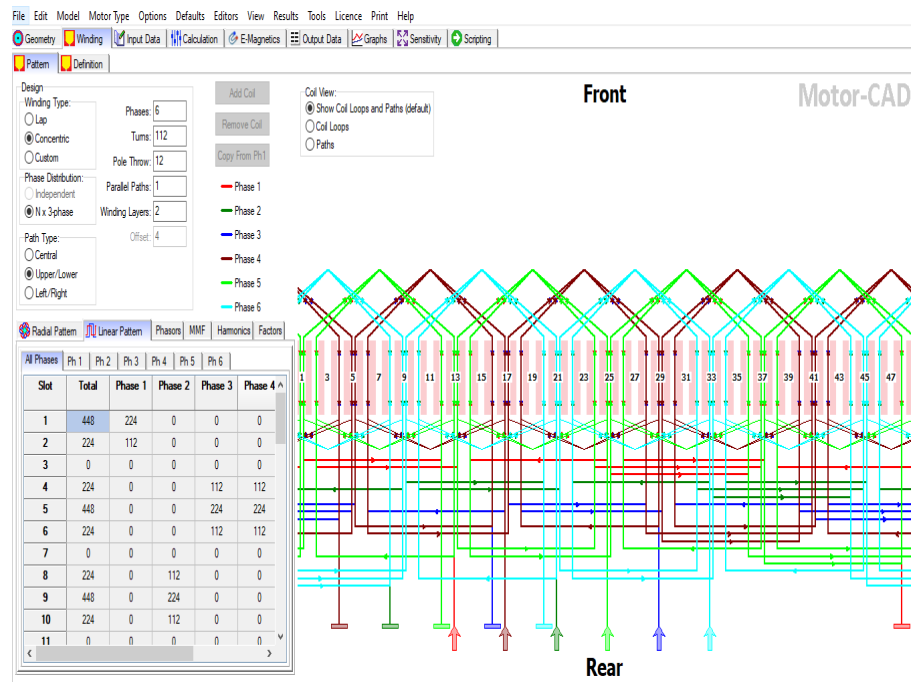 File Edit Model Motor Type Options Defaults Editors View Results Tools Licence Print Help
Geometry Winding Input Data Calculation E-Magnetics Output Data Graphs Sensitivity Scripting
Pattern Definition
Design
Winding Type:
Lap
Concentric
Custom
Phase Distribution:
Independent
N x 3-phase
Path Type:
Central
Upper/Lower
Left/Right
Phases: 6
Turns: 112
Pole Throw: 12
Parallel Paths: 1
Winding Layers: 2
Offset: 4
Add Coil
Remove Coil
Copy From Ph1
Phase 1
Phase 2
Phase 3
Phase 4
Phase 5
Phase 6
Coil View:
Show Coil Loops and Paths (default)
Coil Loops
Paths
Front
Motor-CAD
Radial Pattern Linear Pattern Phasors MMF Harmonics Factors
All Phases Ph 1 Ph 2 Ph 3 Ph 4 Ph 5 Ph 6
Slot Total Phase 1 Phase 2 Phase 3 Phase 4
1 448 224 0 0 0
2 224 112 0 0 0
3 0 0 0 0 0
4 224 0 0 112 112
5 448 0 0 224 224
6 224 0 0 112 112
7 0 0 0 0 0
8 224 0 112 0 0
9 448 0 224 0 0
10 224 0 112 0 0
11 0 0 0 0 0
1 3 5 7 9 11 13 15 17 19 21 23 25 27 29 31 33 35 37 39 41 43 45 47
Rear